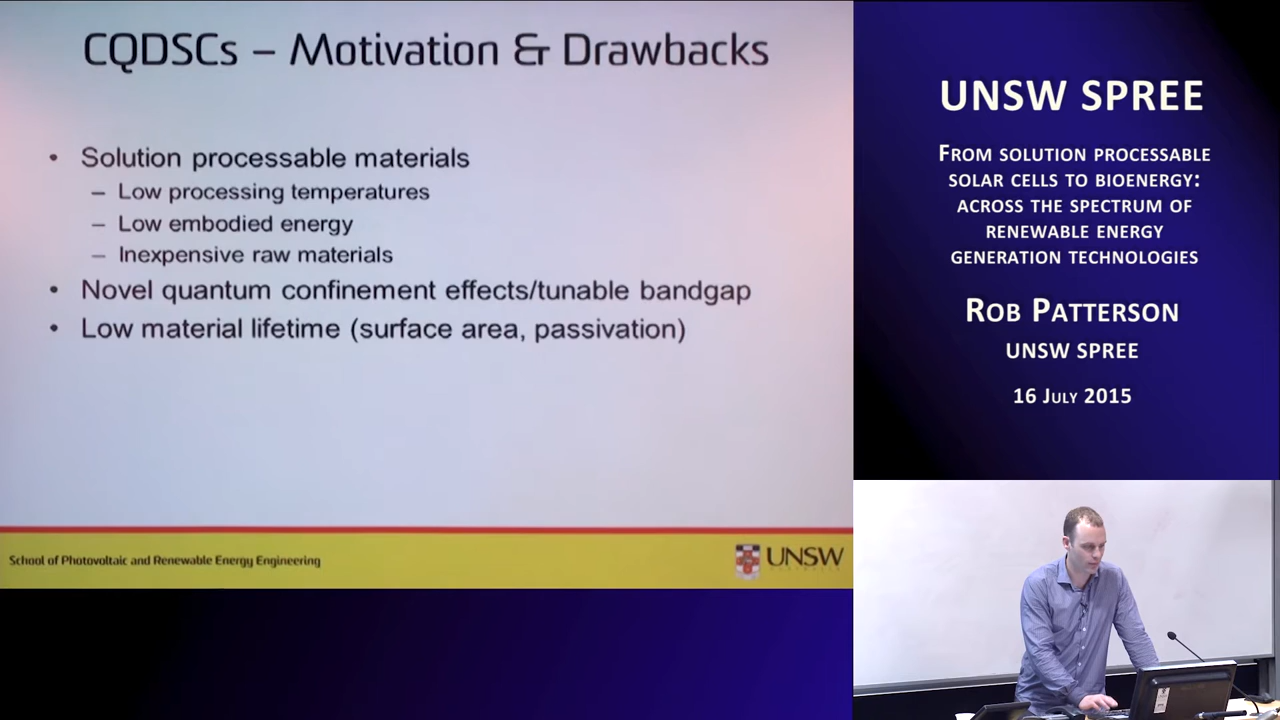 CQDSCs – Motivation & Drawbacks
• Solution processable materials
– Low processing temperatures
– Low embodied energy
– Inexpensive raw materials
• Novel quantum confinement effects/tunable bandgap
• Low material lifetime (surface area, passivation)
School of Photovoltaic and Renewable Energy Engineering
UNSW
UNSW SPREE
From solution processable
solar cells to bioenergy:
across the spectrum of
renewable energy
generation technologies
Rob Patterson
UNSW SPREE
16 July 2015